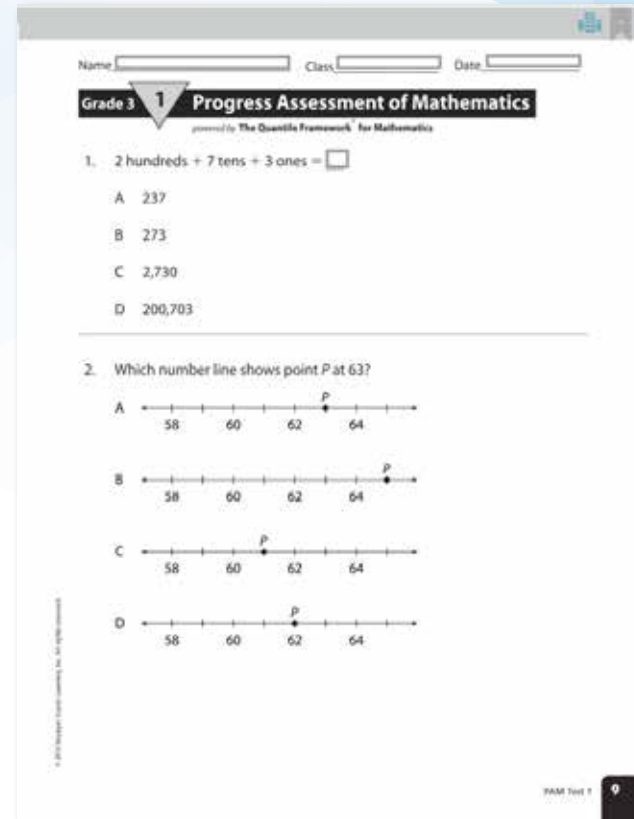 Name Class Date
Grade 3 1 Progress Assessment of Mathematics
powered by The Quantile Framework® for Mathematics
1. 2 hundreds + 7 tens + 3 ones =
A 237
B 273
C 2,730
D 200,703
2. Which number line shows point P at 63?
P
A
58 60 62 64
P
B
58 60 62 64
P
C
58 60 62 64
P
D
58 60 62 64
PAM Test 1 9